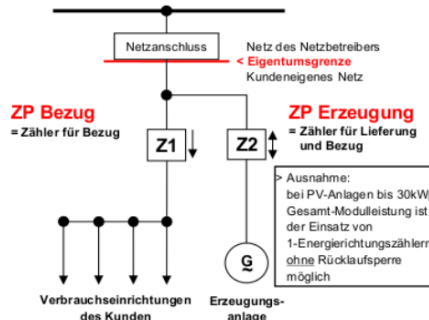 Netzanschluss
Netz des Netzbetreibers
< Eigentumsgrenze
Kundeneigenes Netz
ZP Bezug
= Zähler für Bezug
Z1
Z2
ZP Erzeugung
= Zähler für Lieferung
und Bezug
> Ausnahme:
bei PV-Anlagen bis 30kW
Gesamt-Modulleistung ist
der Einsatz von
1-Energierichtungszählern
ohne Rücklaufsperre
möglich
G
~
Verbrauchseinrichtungen
des Kunden
Erzeugungs-
anlage